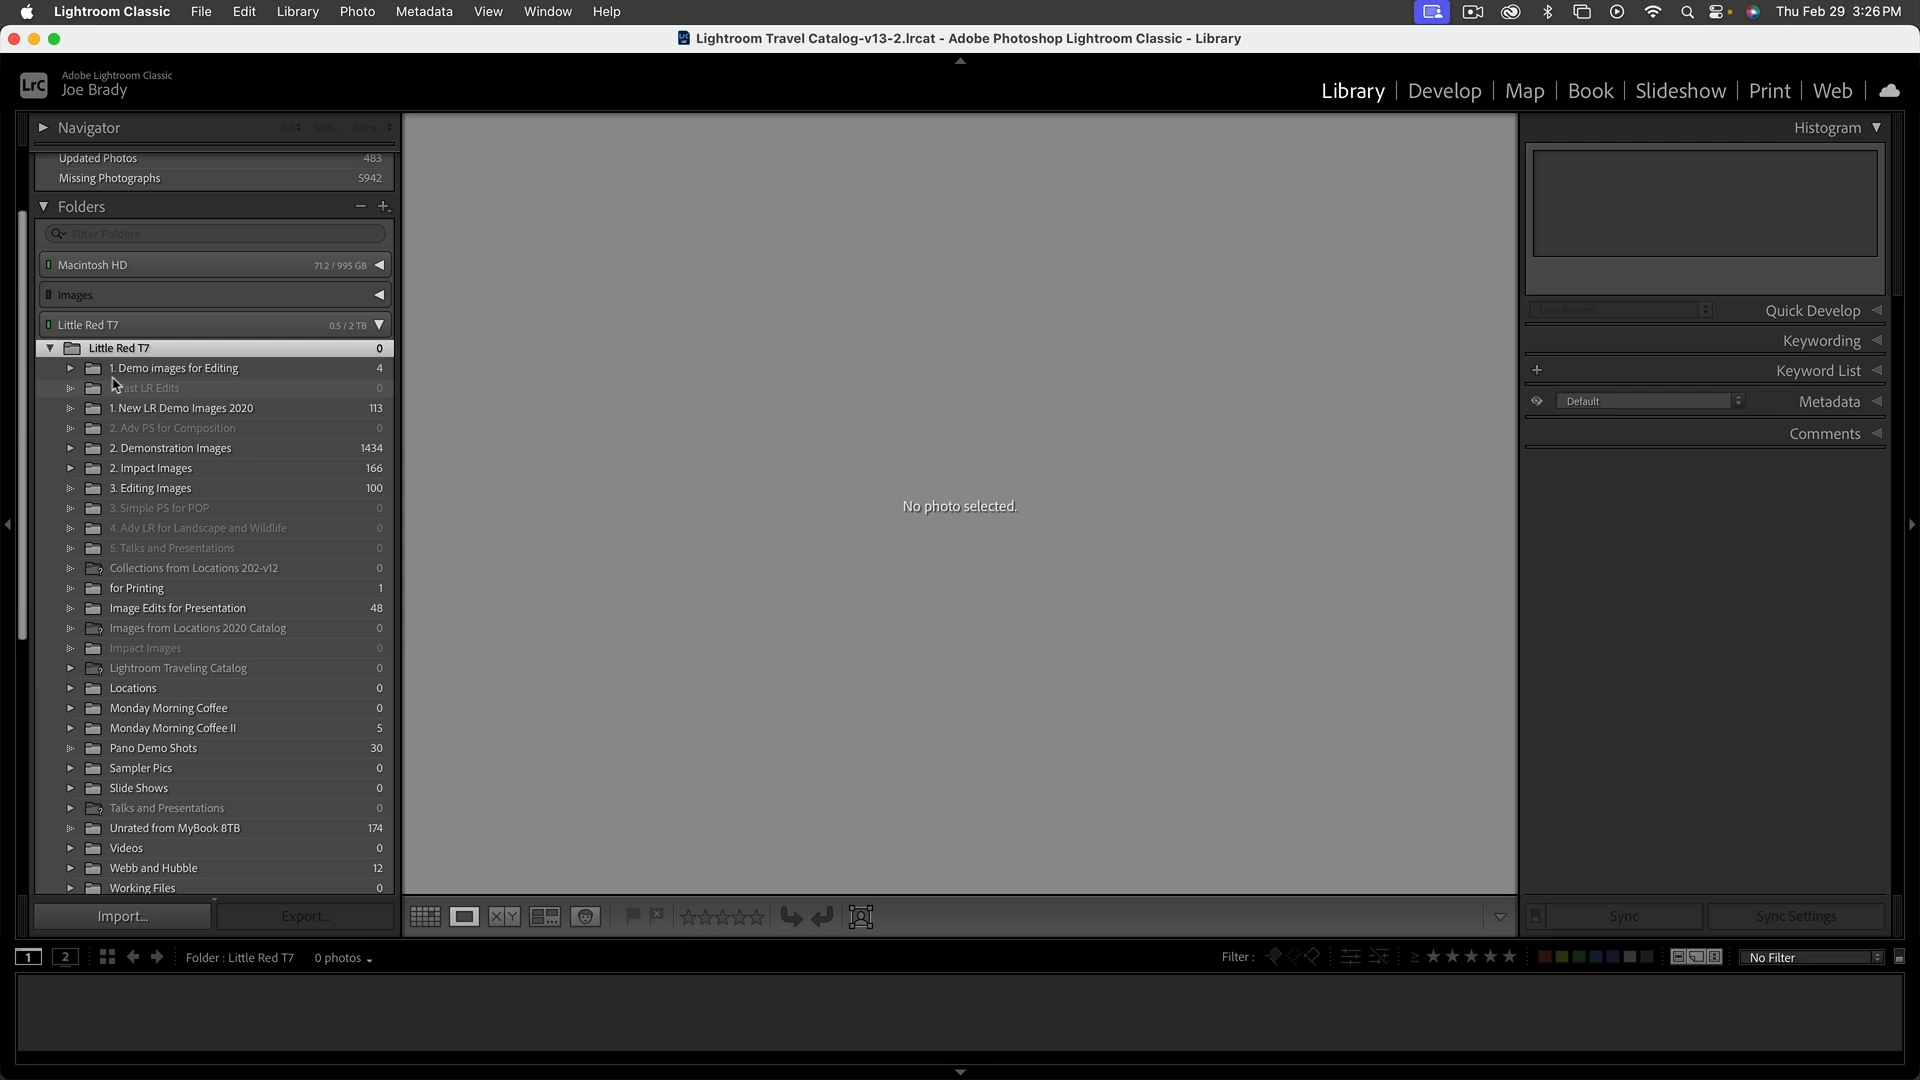 Lightroom Classic File Edit Library Photo Metadata View Window Help Thu Feb 29 3:26 PM
Lightroom Travel Catalog-v13-2.lrcat - Adobe Photoshop Lightroom Classic - Library
LrC Adobe Lightroom Classic
Joe Brady
Library | Develop | Map | Book | Slideshow | Print | Web
Navigator
Histogram
Updated Photos 483
Missing Photographs 5942
Folders
Filter Folders
Macintosh HD 71.2 / 995 GB
Images
Little Red T7 0.5 / 2 TB
Little Red T7 0
1. Demo images for Editing 4
ast LR Edits 0
1. New LR Demo Images 2020 113
2. Adv PS for Composition 0
2. Demonstration Images 1434
2. Impact Images 166
3. Editing Images 100
3. Simple PS for POP 0
4. Adv LR for Landscape and Wildlife 0
5. Talks and Presentations 0
Collections from Locations 202-v12 0
for Printing 1
Image Edits for Presentation 48
Images from Locations 2020 Catalog 0
Impact Images 0
Lightroom Traveling Catalog 0
Locations 0
Monday Morning Coffee 0
Monday Morning Coffee II 5
Pano Demo Shots 30
Sampler Pics 0
Slide Shows 0
Talks and Presentations 0
Unrated from MyBook 8TB 174
Videos 0
Webb and Hubble 12
Working Files 0
No photo selected.
Quick Develop
Keywording
Keyword List
Default Metadata
Comments
Import... Export...
X Y
Sync Sync Settings
1 2 Folder : Little Red T7 0 photos
Filter : ≥ ★★★★★ No Filter